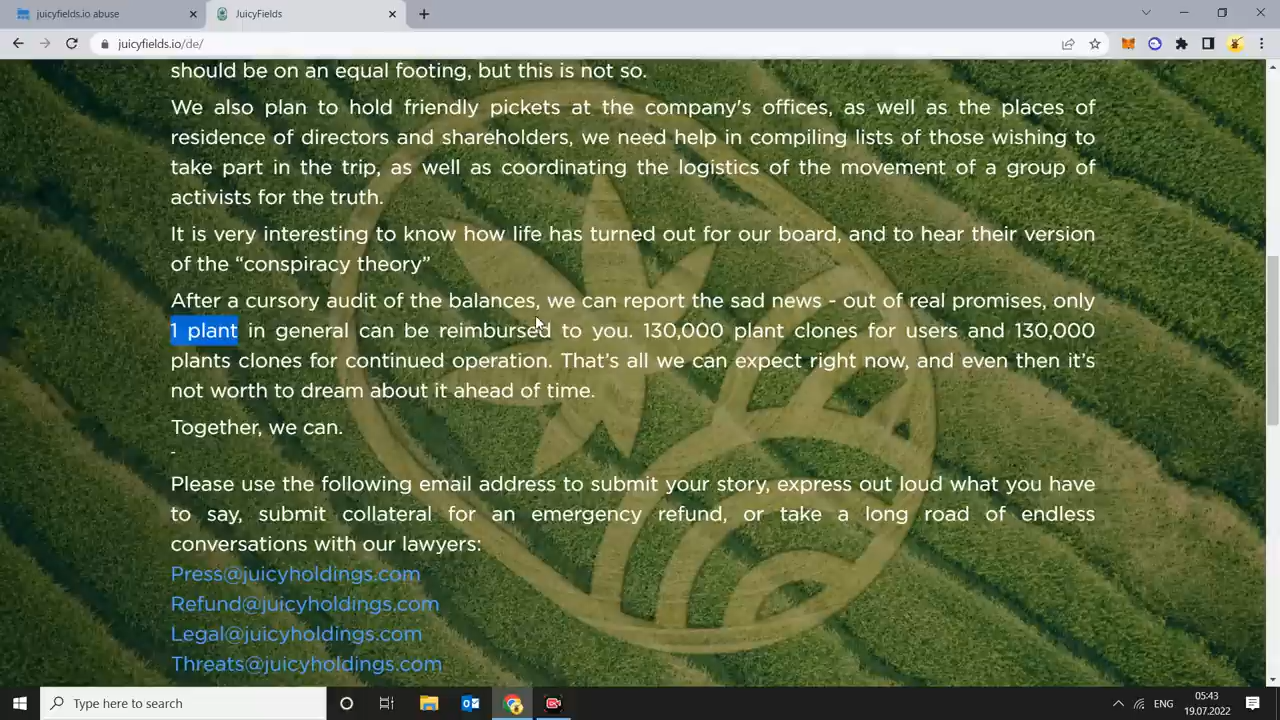 juicyfields.io abuse
JuicyFields
juicyfields.io/de/
should be on an equal footing, but this is not so.
We also plan to hold friendly pickets at the company's offices, as well as the places of
residence of directors and shareholders, we need help in compiling lists of those wishing to
take part in the trip, as well as coordinating the logistics of the movement of a group of
activists for the truth.
It is very interesting to know how life has turned out for our board, and to hear their version
of the “conspiracy theory”
After a cursory audit of the balances, we can report the sad news - out of real promises, only
1 plant in general can be reimbursed to you. 130,000 plant clones for users and 130,000
plants clones for continued operation. That’s all we can expect right now, and even then it’s
not worth to dream about it ahead of time.
Together, we can.
-
Please use the following email address to submit your story, express out loud what you have
to say, submit collateral for an emergency refund, or take a long road of endless
conversations with our lawyers:
Press@juicyholdings.com
Refund@juicyholdings.com
Legal@juicyholdings.com
Threats@juicyholdings.com
Type here to search
ENG
05:43
19.07.2022